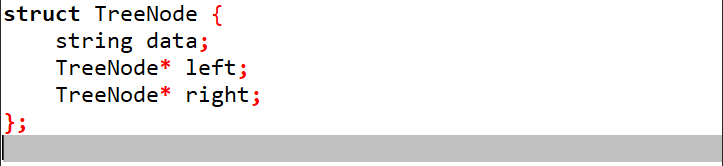 struct TreeNode {
    string data;
    TreeNode* left;
    TreeNode* right;
};